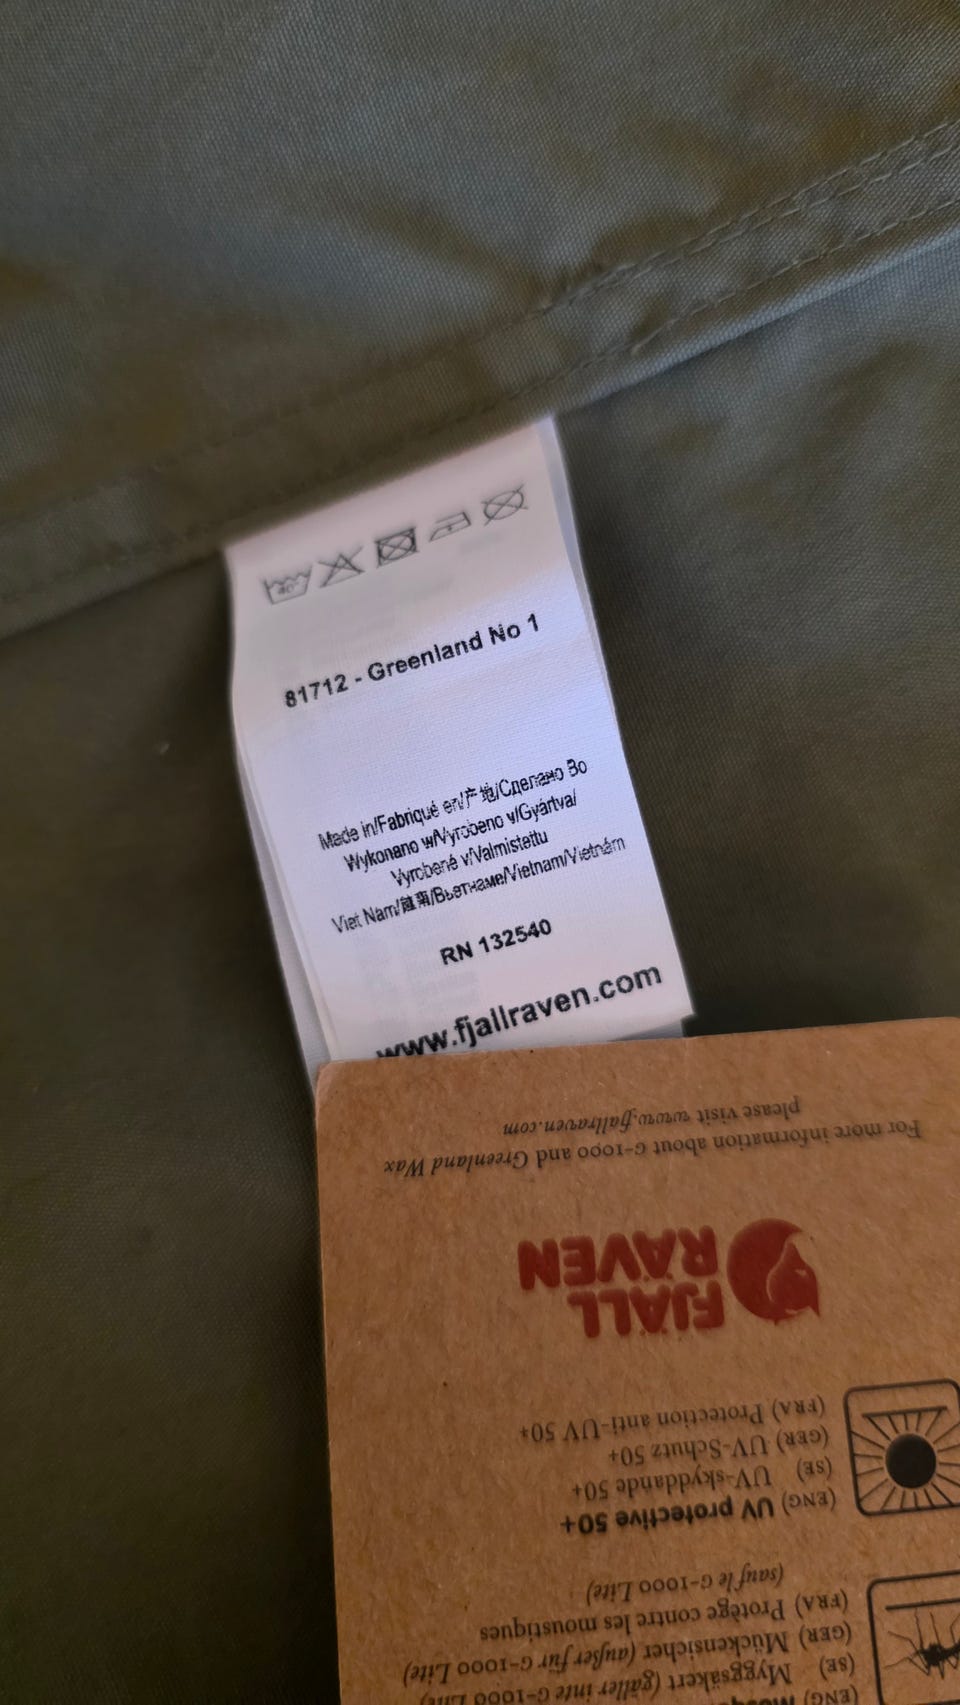 40°
81712 - Greenland No 1
Made in/Fabriqué en/产地/Сделано Во
Wykonano w/Vyrobeno v/Gyártva/
Vyrobené v/Valmistettu
Viet Nam/越南/Вьетнаме/Vietnam/Vietnám
RN 132540
www.fjallraven.com
(ENG)
(SE) Myggsäkert (gäller inte G-1000 Lite)
(GER) Mückensicher (außer für G-1000 Lite)
(FRA) Protège contre les moustiques
(sauf le G-1000 Lite)
(ENG) UV protective 50+
(SE) UV-skyddande 50+
(GER) UV-Schutz 50+
(FRA) Protection anti-UV 50+
FJÄLL
RÄVEN
For more information about G-1000 and Greenland Wax
please visit www.fjallraven.com